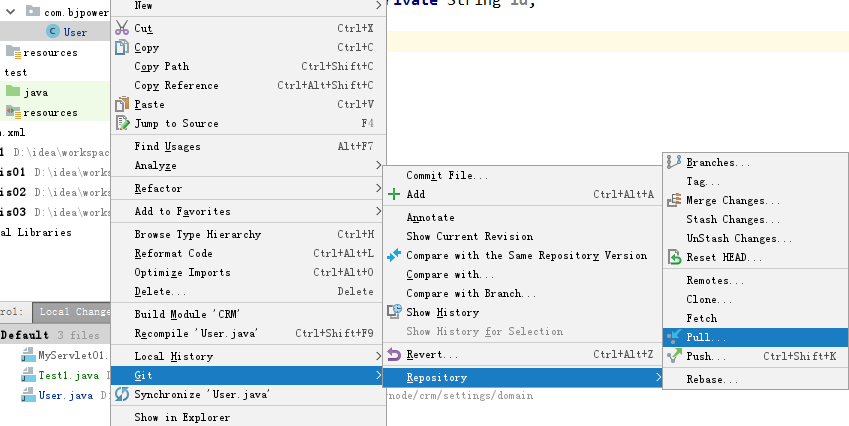 com.bjpower
User
resources
test
java
resources
.xml
1 D:\idea\workspac
is01 D:\idea\works
is02 D:\idea\works
is03 D:\idea\works
al Libraries
rol: Local Change
Default 3 files
MyServlet01.
Test1.java D:
User.java D:
private String id;
New
Cut Ctrl+X
Copy Ctrl+C
Copy Path Ctrl+Shift+C
Copy Reference Ctrl+Alt+Shift+C
Paste Ctrl+V
Jump to Source F4
Find Usages Alt+F7
Analyze
Refactor
Add to Favorites
Browse Type Hierarchy Ctrl+H
Reformat Code Ctrl+Alt+L
Optimize Imports Ctrl+Alt+O
Delete... Delete
Build Module 'CRM'
Recompile 'User.java' Ctrl+Shift+F9
Local History
Git
Synchronize 'User.java'
Show in Explorer
Commit File...
Add Ctrl+Alt+A
Annotate
Show Current Revision
Compare with the Same Repository Version
Compare with...
Compare with Branch...
Show History
Show History for Selection
Revert... Ctrl+Alt+Z
Repository
node/crm/settings/domain
Branches...
Tag...
Merge Changes...
Stash Changes...
UnStash Changes...
Reset HEAD...
Remotes...
Clone...
Fetch
Pull...
Push... Ctrl+Shift+K
Rebase...